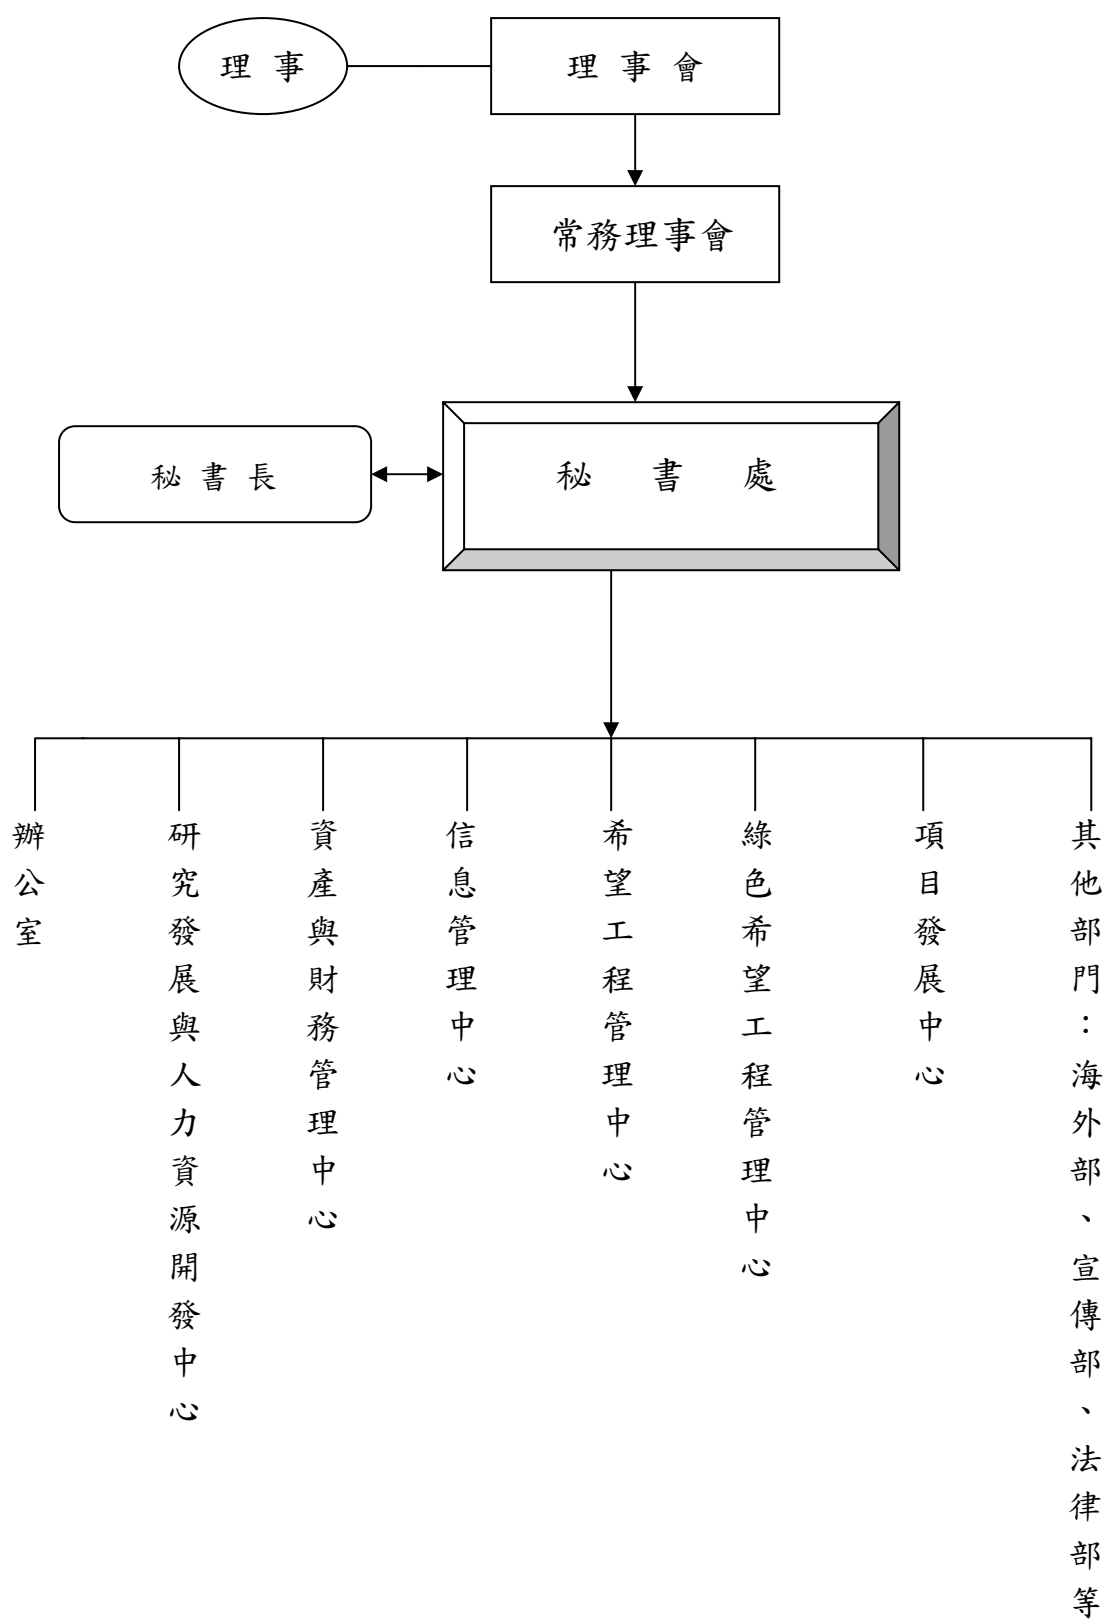 理 事
理 事 會
常務理事會
秘 書 長
秘 書 處
辦公室
研究發展與人力資源開發中心
資產與財務管理中心
信息管理中心
希望工程管理中心
綠色希望工程管理中心
項目發展中心
其他部門：海外部、宣傳部、法律部等